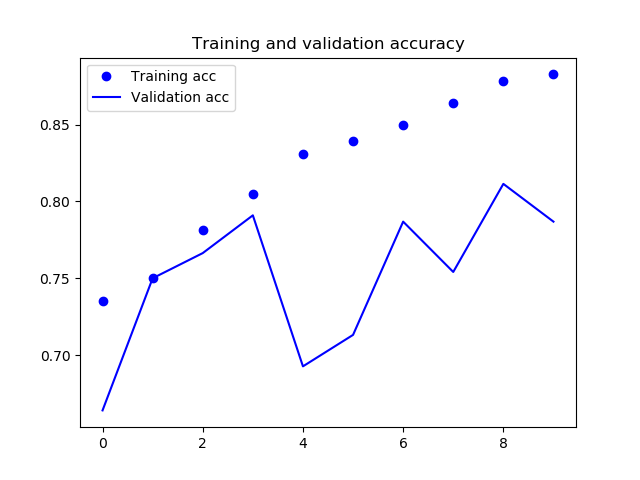 Training and validation accuracy
Training acc
Validation acc
0.85
0.80
0.75
0.70
0 2 4 6 8